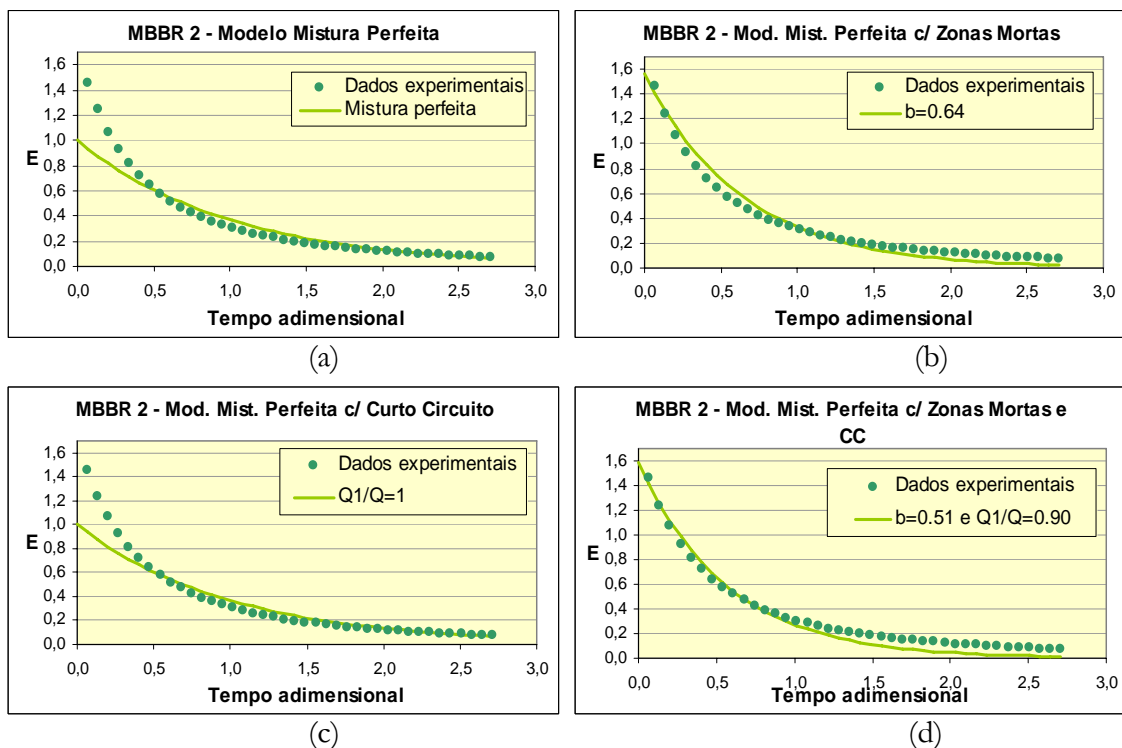 MBBR 2 - Modelo Mistura Perfeita
1,6
1,4
1,2
1,0
0,8
0,6
0,4
0,2
0,0
E
Dados experimentais
Mistura perfeita
0,0 0,5 1,0 1,5 2,0 2,5 3,0
Tempo adimensional
(a)
MBBR 2 - Mod. Mist. Perfeita c/ Zonas Mortas
1,6
1,4
1,2
1,0
0,8
0,6
0,4
0,2
0,0
E
Dados experimentais
b=0.64
0,0 0,5 1,0 1,5 2,0 2,5 3,0
Tempo adimensional
(b)
MBBR 2 - Mod. Mist. Perfeita c/ Curto Circuito
1,6
1,4
1,2
1,0
0,8
0,6
0,4
0,2
0,0
E
Dados experimentais
Q1/Q=1
0,0 0,5 1,0 1,5 2,0 2,5 3,0
Tempo adimensional
(c)
MBBR 2 - Mod. Mist. Perfeita c/ Zonas Mortas e
CC
1,6
1,4
1,2
1,0
0,8
0,6
0,4
0,2
0,0
E
Dados experimentais
b=0.51 e Q1/Q=0.90
0,0 0,5 1,0 1,5 2,0 2,5 3,0
Tempo adimensional
(d)